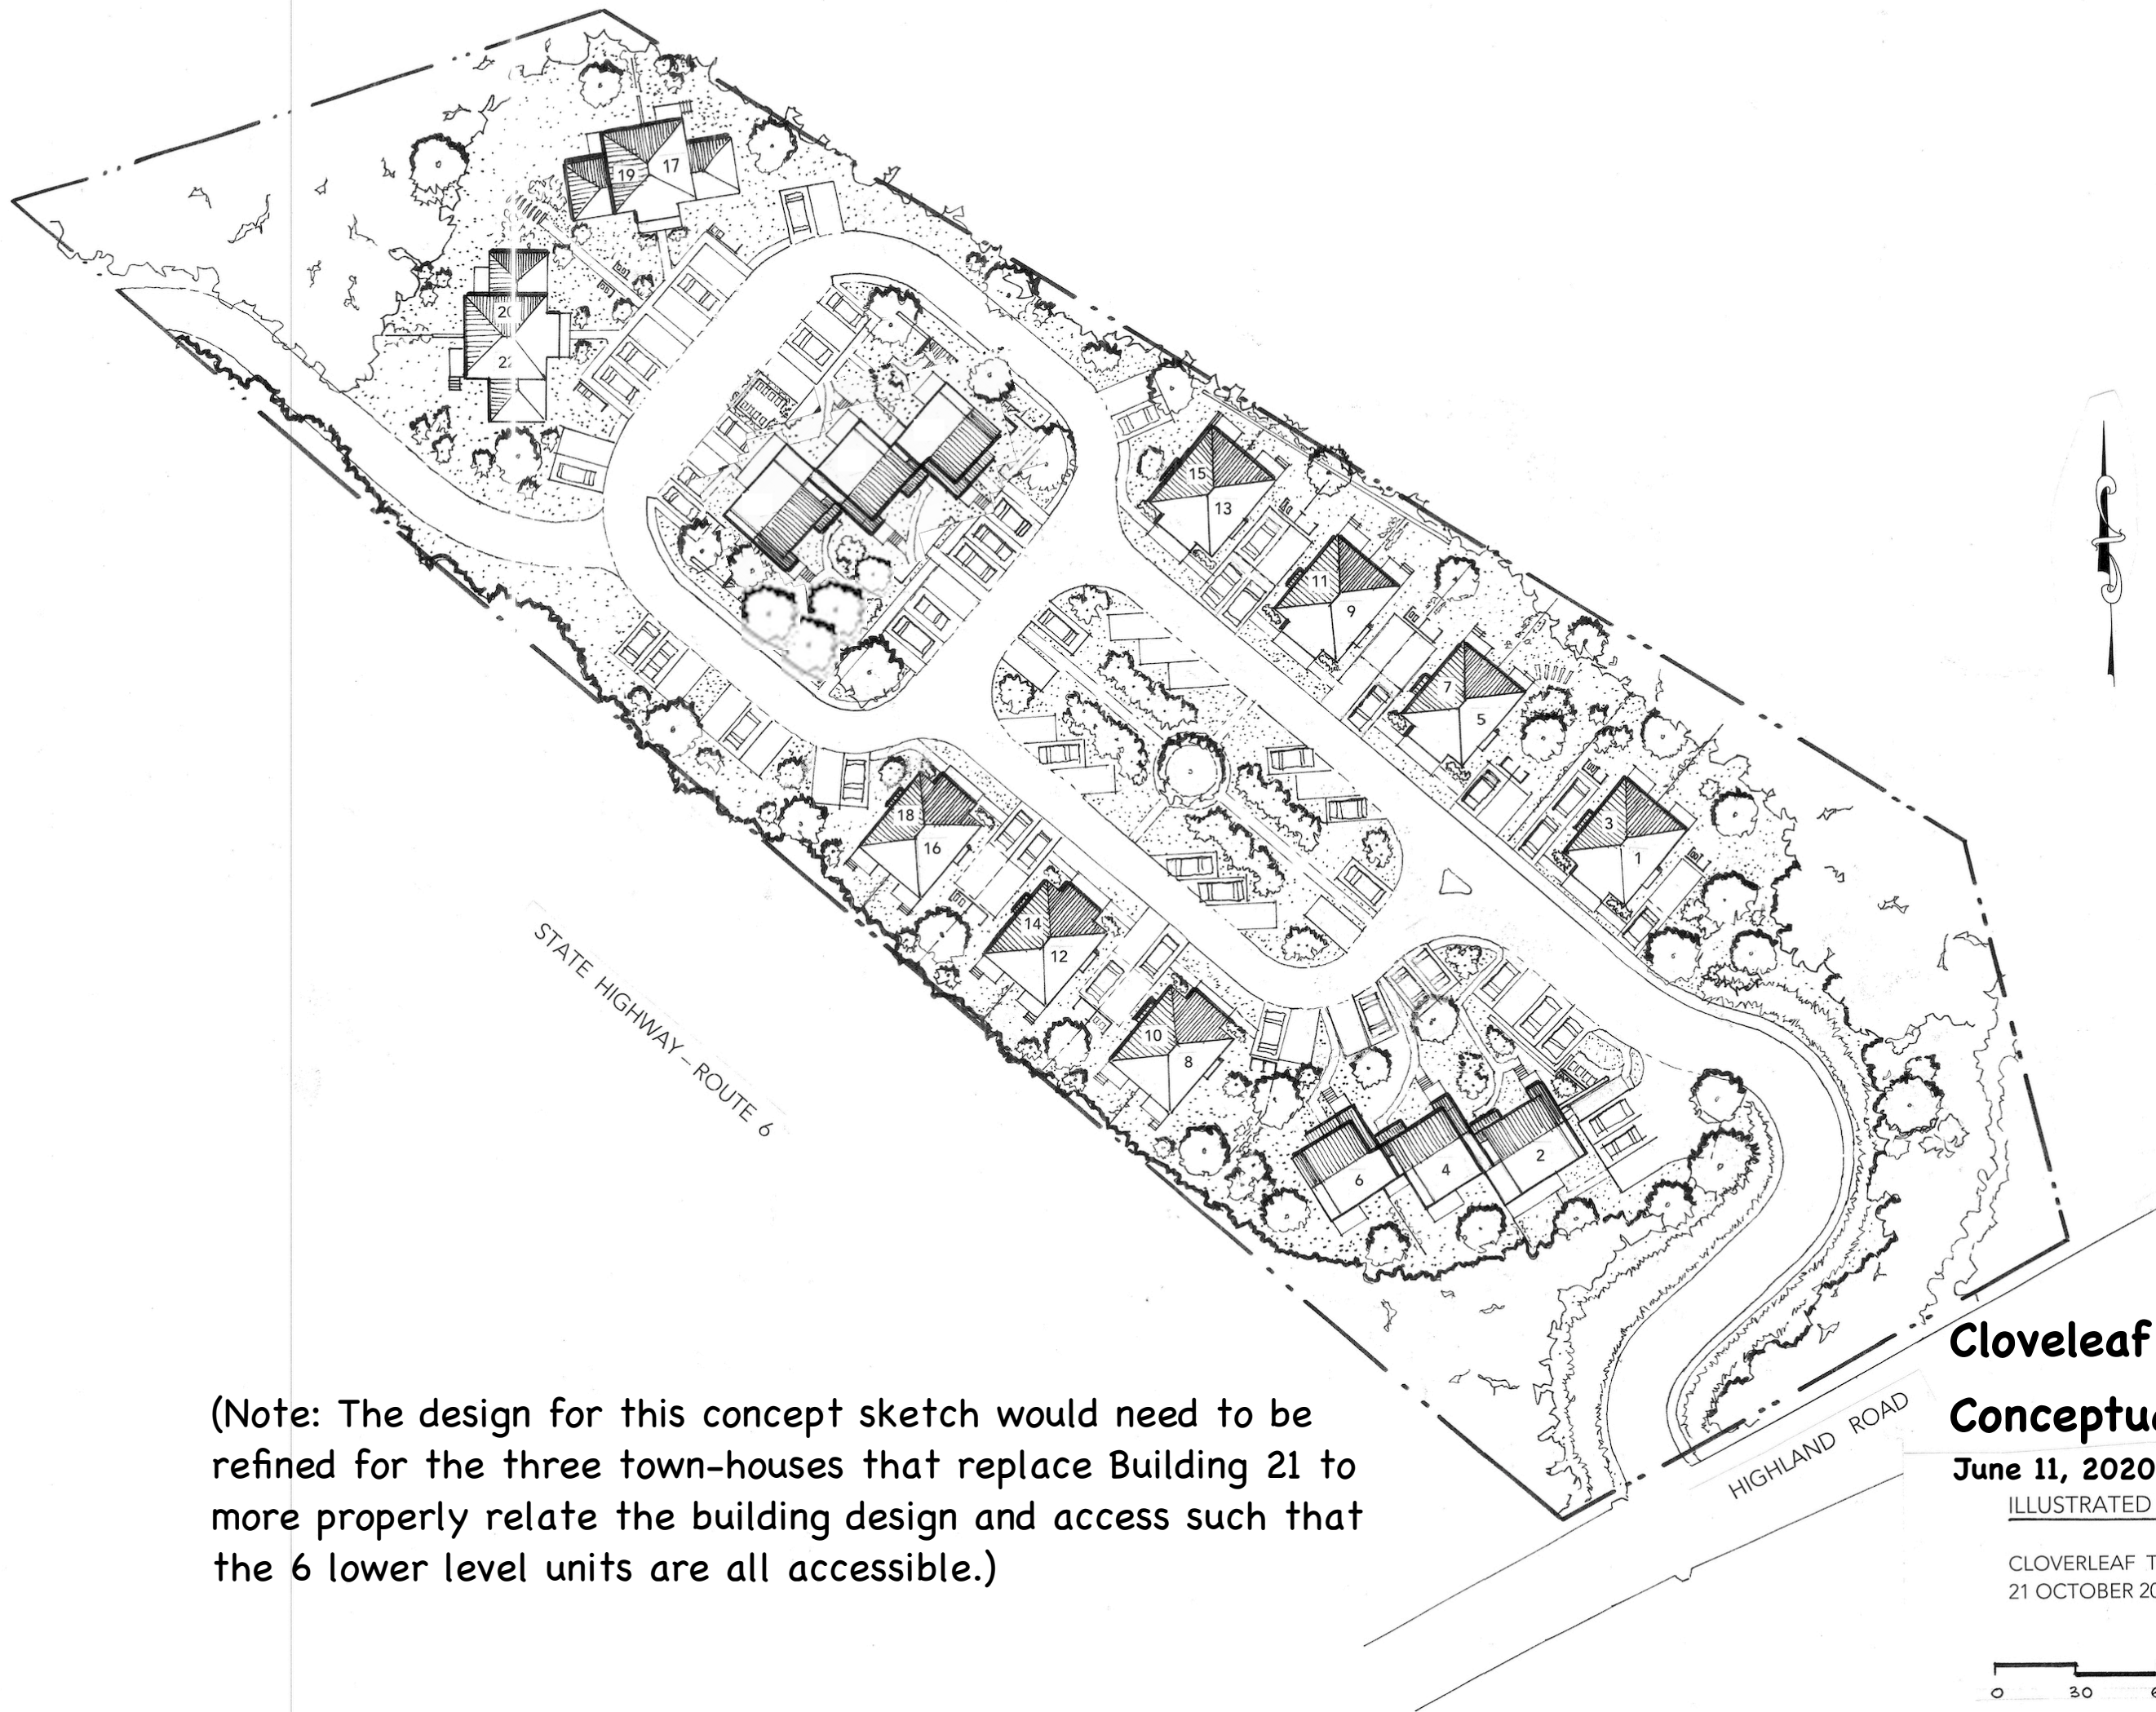 19 17
20
22
15
13
11
9
7
5
3
1
18
16
14
12
10
8
6 4 2
STATE HIGHWAY – ROUTE 6
HIGHLAND ROAD
(Note: The design for this concept sketch would need to be
refined for the three town-houses that replace Building 21 to
more properly relate the building design and access such that
the 6 lower level units are all accessible.)
Cloveleaf
Conceptu
June 11, 2020
ILLUSTRATED
CLOVERLEAF T
21 OCTOBER 20
0 30